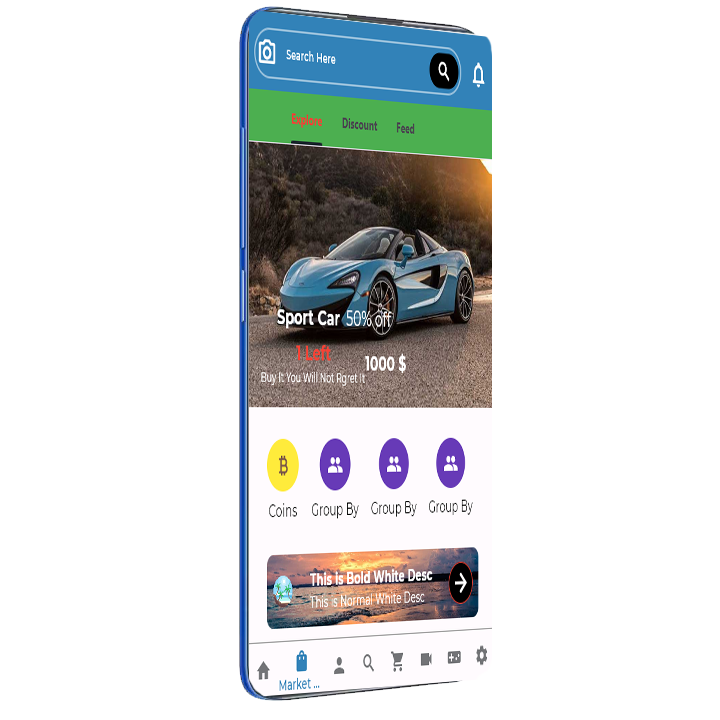 Search Here
Explore Discount Feed
Sport Car 50% off
1 Left 1000 $
Buy It You Will Not Rgret It
Coins Group By Group By Group By
This is Bold White Desc
This is Normal White Desc
Market ...